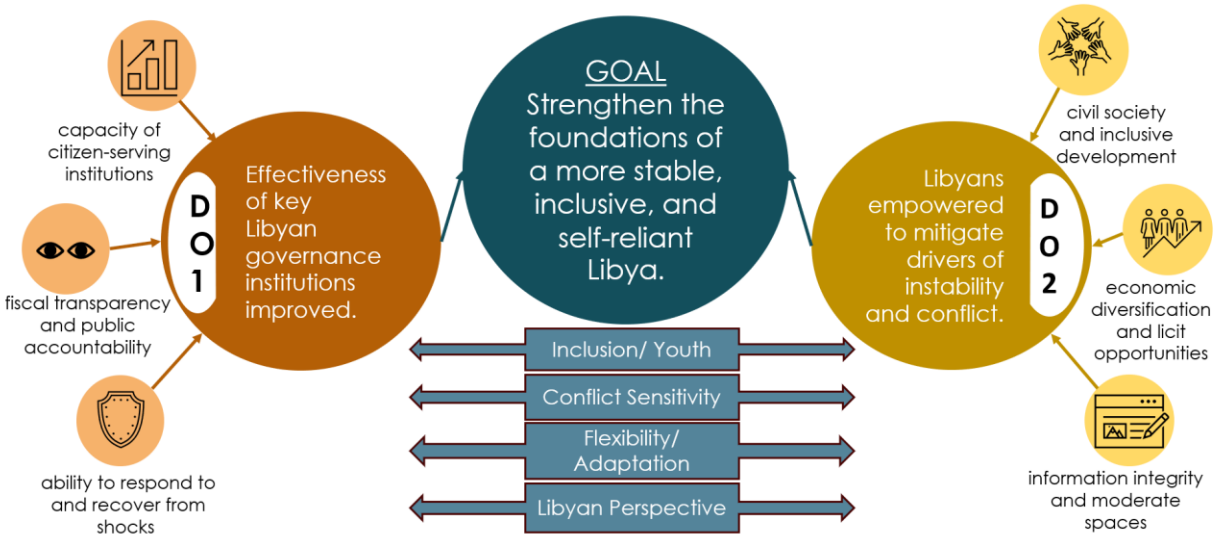 capacity of
citizen-serving
institutions
fiscal transparency
and public
accountability
ability to respond to
and recover from
shocks
D
O
1
Effectiveness
of key
Libyan
governance
institutions
improved.
GOAL
Strengthen the
foundations of
a more stable,
inclusive, and
self-reliant
Libya.
Inclusion/ Youth
Conflict Sensitivity
Flexibility/
Adaptation
Libyan Perspective
Libyans
empowered
to mitigate
drivers of
instability
and conflict.
D
O
2
civil society
and inclusive
development
economic
diversification
and licit
opportunities
information integrity
and moderate
spaces